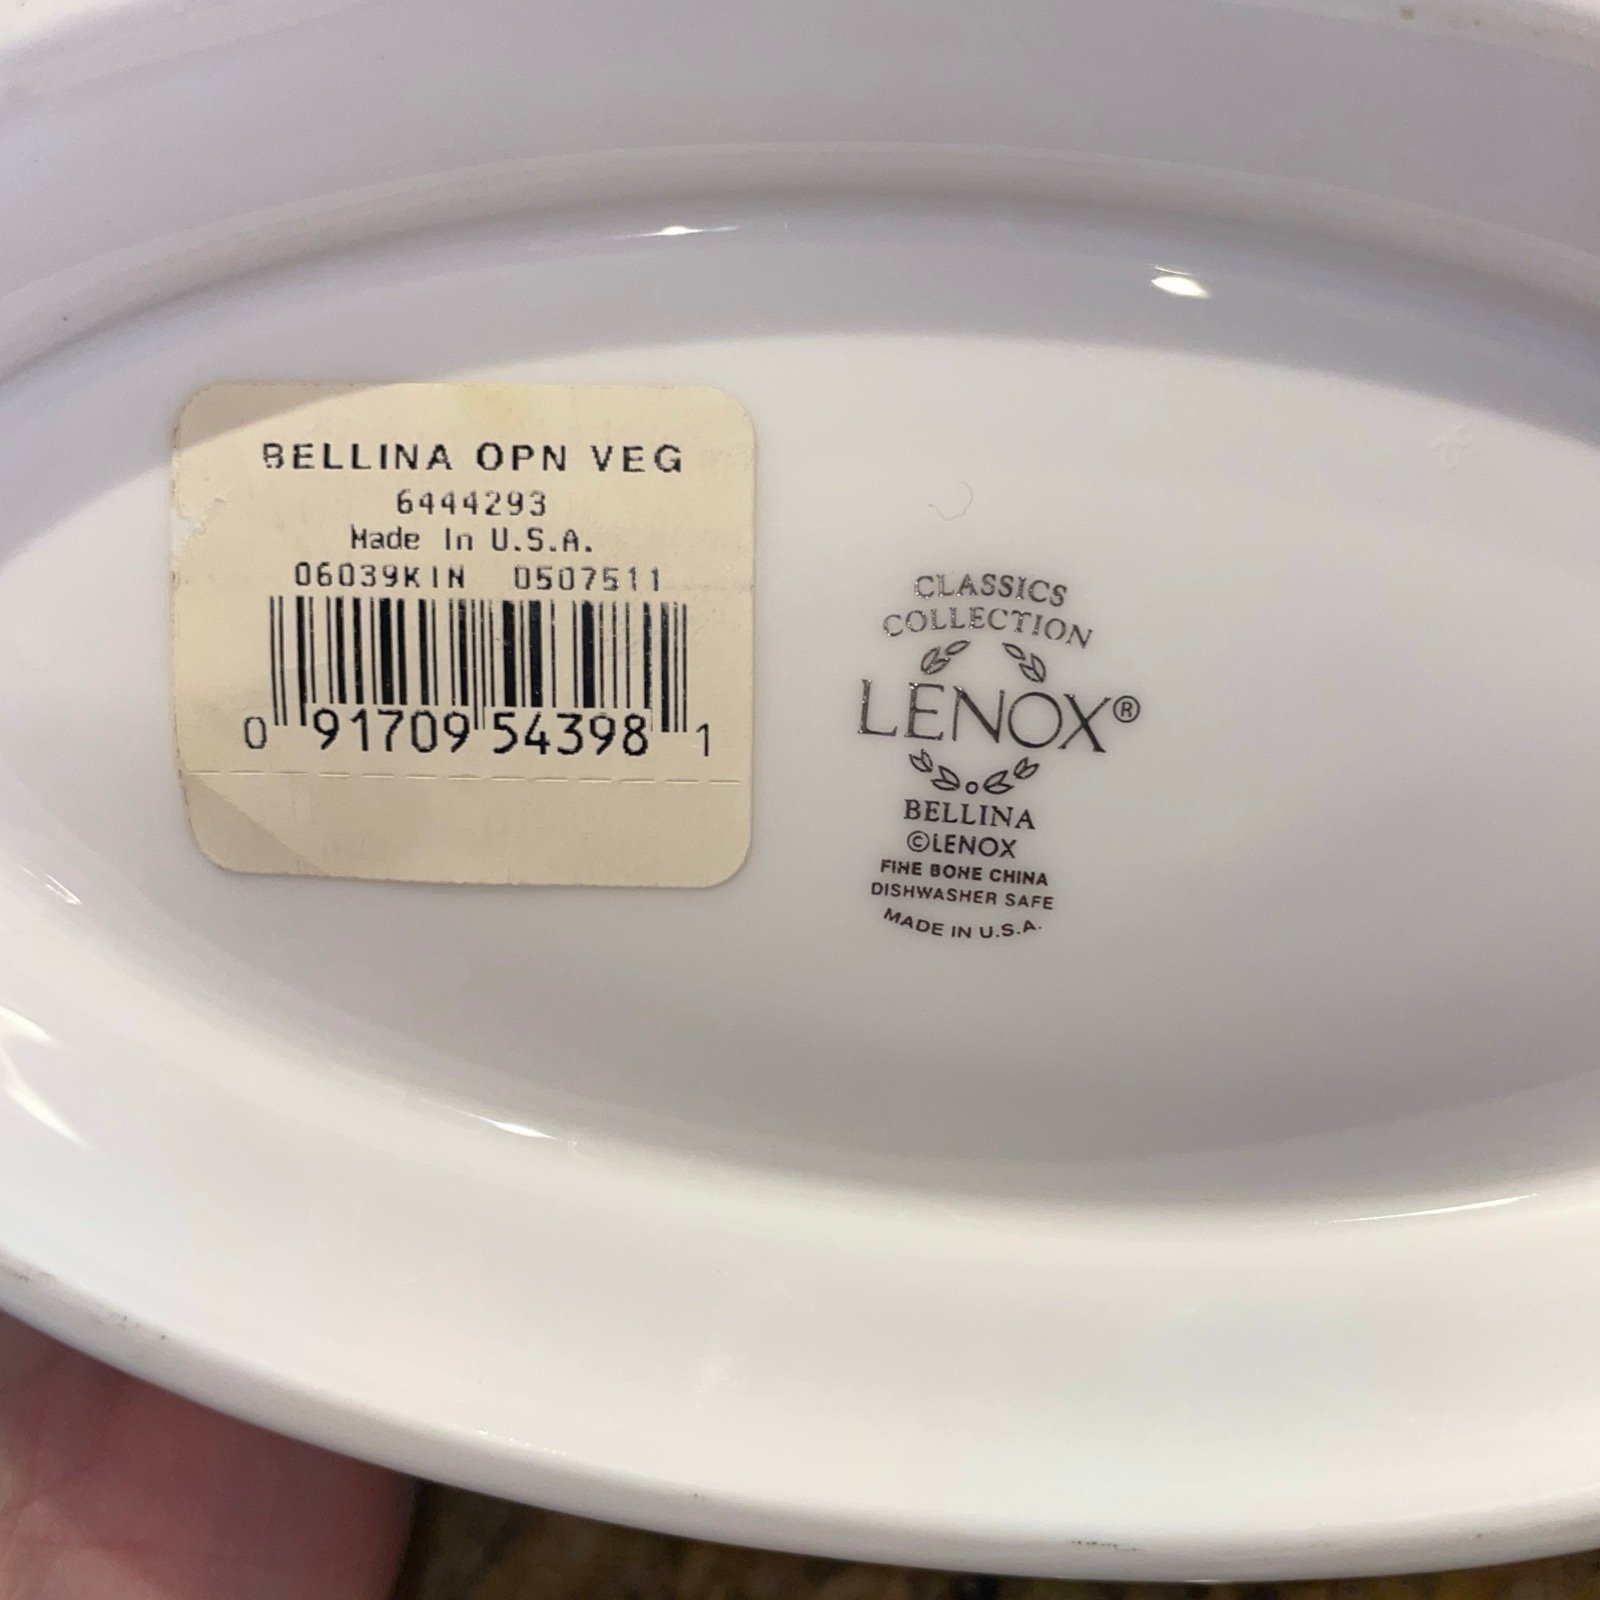 BELLINA OPN VEG
6444293
Made In U.S.A.
06039KIN 0507511
0 91709 54398 1
CLASSICS
COLLECTION
LENOX®
BELLINA
©LENOX
FINE BONE CHINA
DISHWASHER SAFE
MADE IN U.S.A.